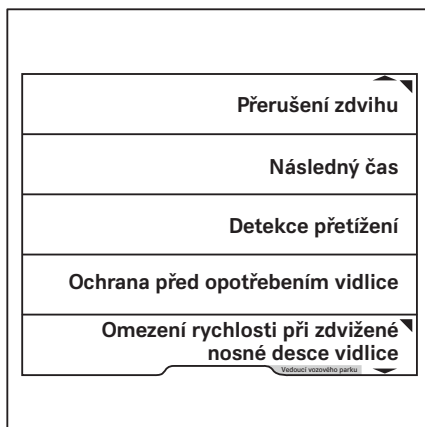 Přerušení zdvihu
Následný čas
Detekce přetížení
Ochrana před opotřebením vidlice
Omezení rychlosti při zdvižené
nosné desce vidlice
Vedoucí vozového parku